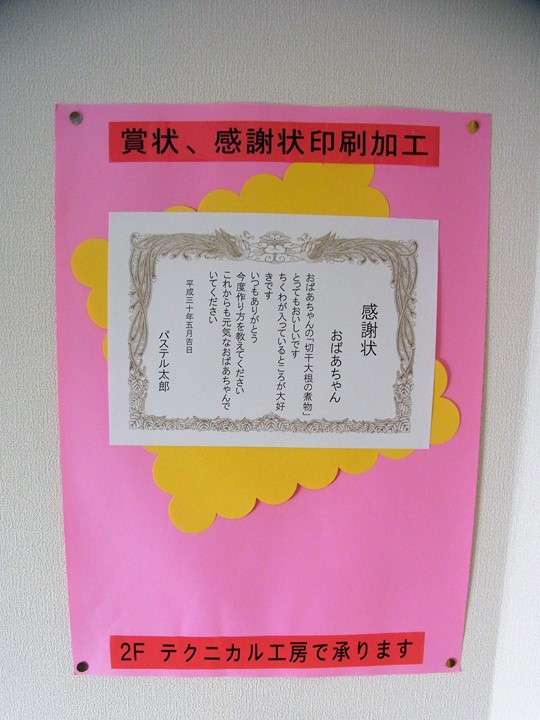 賞状、感謝状印刷加工
感謝状
おばあちゃん
おばあちゃんの「切干大根の煮物」
とってもおいしいです
ちくわが入っているところが大好
きです
いつもありがとう
今度作り方を教えてください
これからも元気なおばあちゃんで
いてください
平成三十年五月吉日
パステル太郎
2F テクニカル工房で承ります